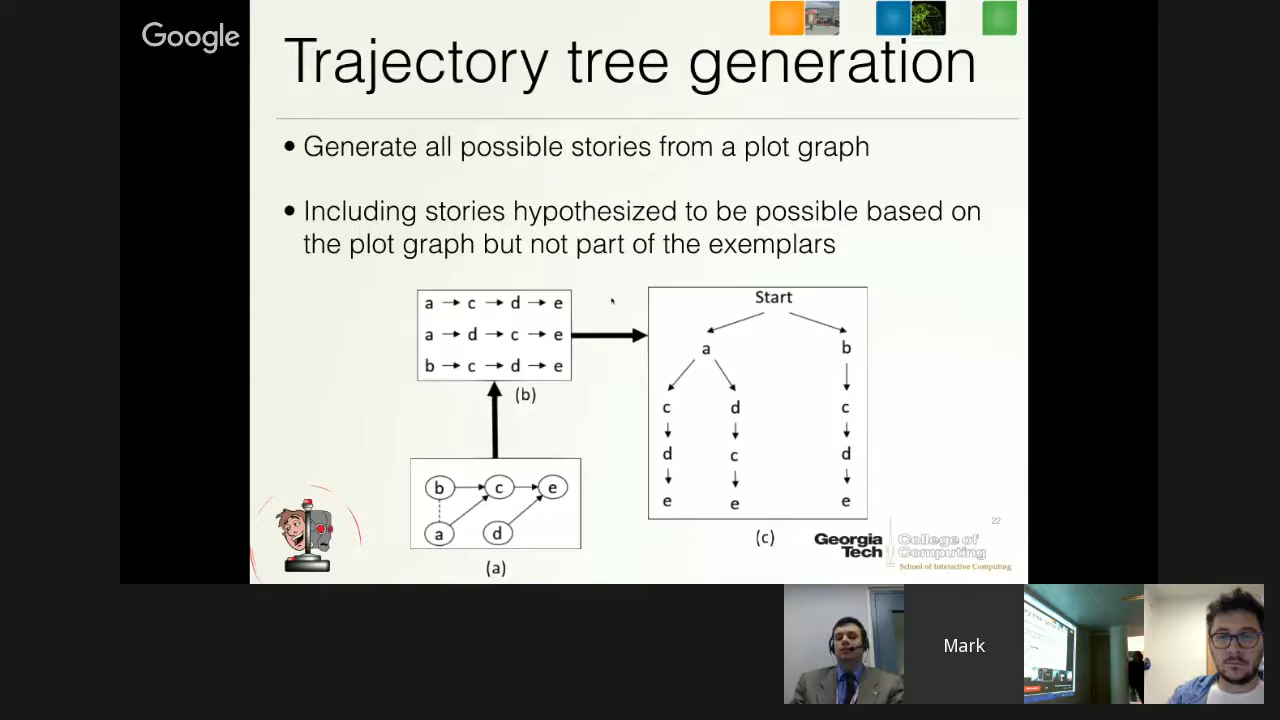 Google
Trajectory tree generation
• Generate all possible stories from a plot graph
• Including stories hypothesized to be possible based on
the plot graph but not part of the exemplars
a → c → d → e
a → d → c → e
b → c → d → e
(b)
b c e
a d
(a)
Start
a b
c d c
d c d
e e e
(c)
22
Georgia
Tech
College of
Computing
School of Interactive Computing
Mark